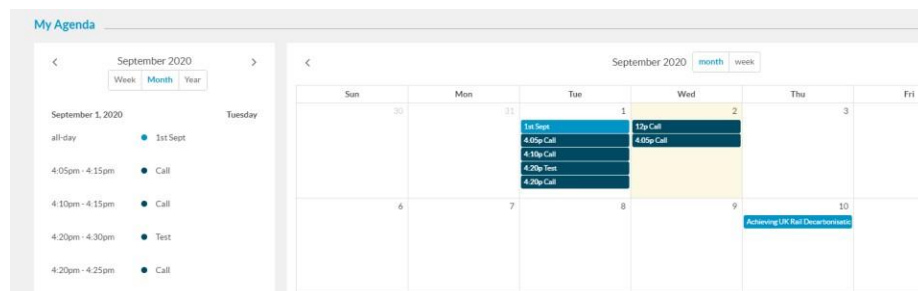 My Agenda
September 2020
Week Month Year
September 1, 2020 Tuesday
all-day 1st Sept
4:05pm - 4:15pm Call
4:10pm - 4:15pm Call
4:20pm - 4:30pm Test
4:20pm - 4:25pm Call
September 2020 month week
Sun Mon Tue Wed Thu Fri
30 31 1 2 3
1st Sept 12p Call
4:05p Call 4:05p Call
4:10p Call
4:20p Test
4:20p Call
6 7 8 9 10
Achieving UK Rail Decarbonisatic